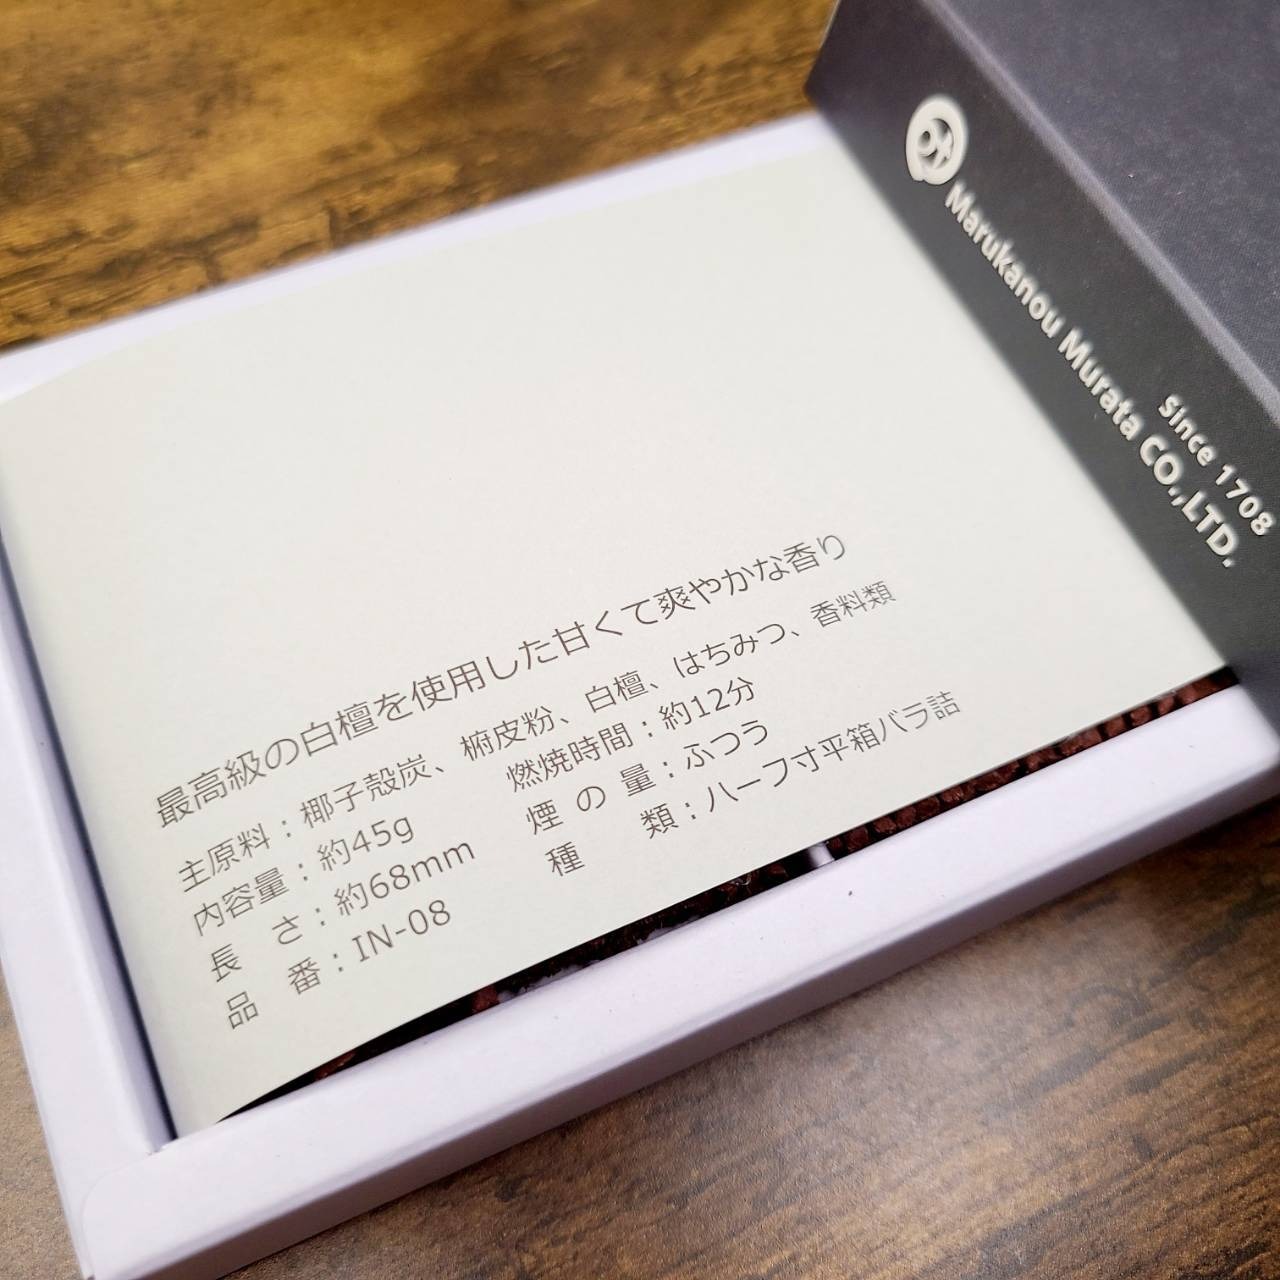 最高級の白檀を使用した甘くて爽やかな香り
主原料：椰子殻炭、椨皮粉、白檀、はちみつ、香料類
内容量：約45g 燃焼時間：約12分
長さ：約68mm 煙の量：ふつう
品番：IN-08 種類：ハーフ寸平箱バラ詰
Marukanou Murata CO.,LTD.
Since 1708